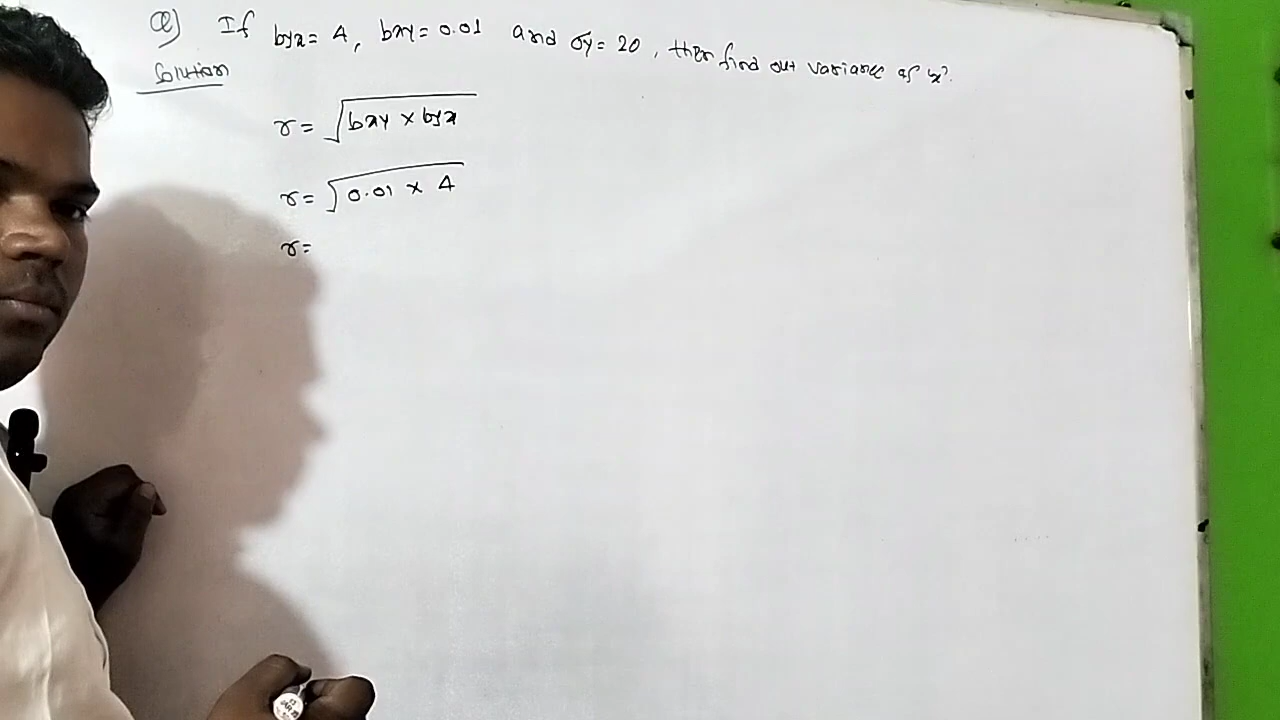 Q) If byx = 4, bxy = 0.01 and σy = 20, then find out variance of x?
Solution
r = √bxy × byx
r = √0.01 × 4
r =